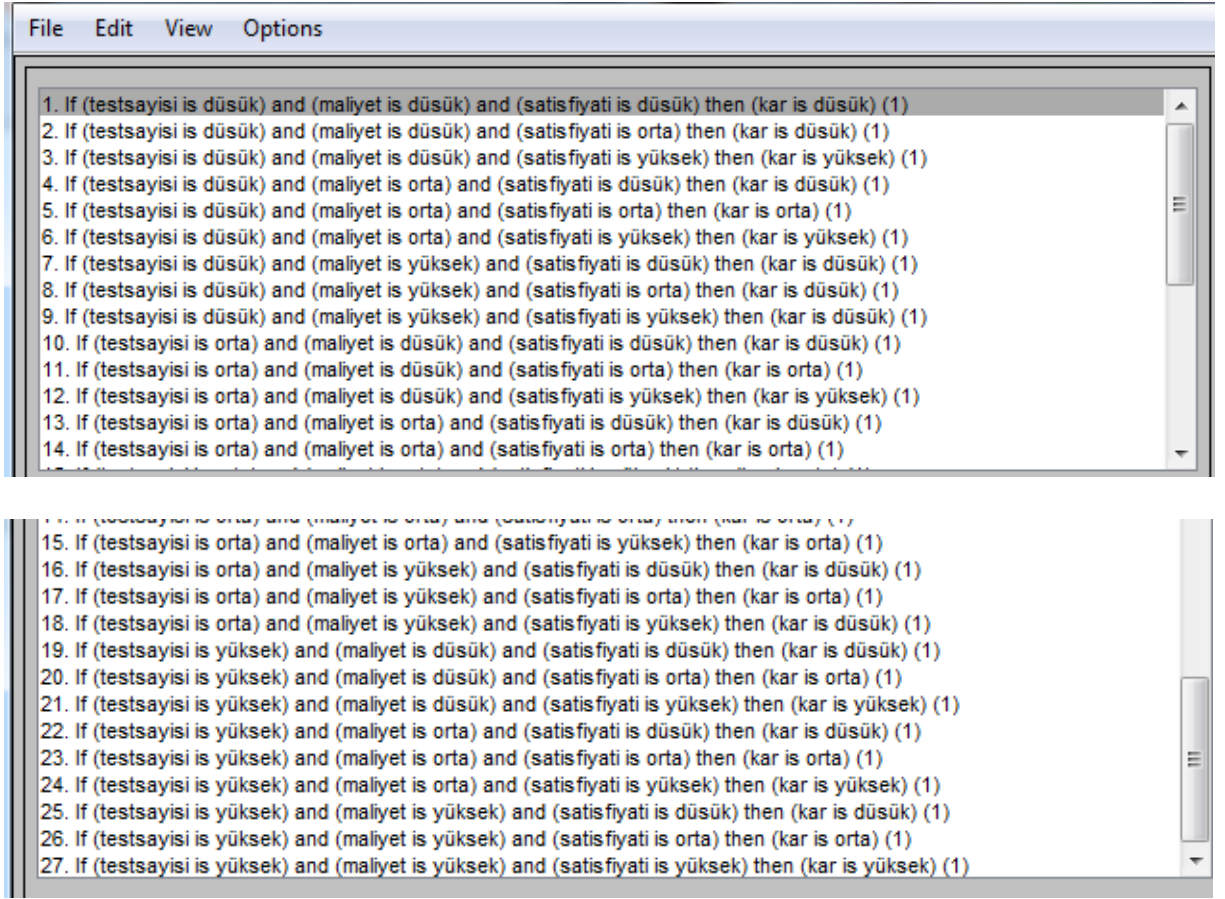 File Edit View Options
1. If (testsayisi is düsük) and (maliyet is düsük) and (satisfiyati is düsük) then (kar is düsük) (1)
2. If (testsayisi is düsük) and (maliyet is düsük) and (satisfiyati is orta) then (kar is düsük) (1)
3. If (testsayisi is düsük) and (maliyet is düsük) and (satisfiyati is yüksek) then (kar is yüksek) (1)
4. If (testsayisi is düsük) and (maliyet is orta) and (satisfiyati is düsük) then (kar is düsük) (1)
5. If (testsayisi is düsük) and (maliyet is orta) and (satisfiyati is orta) then (kar is orta) (1)
6. If (testsayisi is düsük) and (maliyet is orta) and (satisfiyati is yüksek) then (kar is yüksek) (1)
7. If (testsayisi is düsük) and (maliyet is yüksek) and (satisfiyati is düsük) then (kar is düsük) (1)
8. If (testsayisi is düsük) and (maliyet is yüksek) and (satisfiyati is orta) then (kar is düsük) (1)
9. If (testsayisi is düsük) and (maliyet is yüksek) and (satisfiyati is yüksek) then (kar is düsük) (1)
10. If (testsayisi is orta) and (maliyet is düsük) and (satisfiyati is düsük) then (kar is düsük) (1)
11. If (testsayisi is orta) and (maliyet is düsük) and (satisfiyati is orta) then (kar is orta) (1)
12. If (testsayisi is orta) and (maliyet is düsük) and (satisfiyati is yüksek) then (kar is yüksek) (1)
13. If (testsayisi is orta) and (maliyet is orta) and (satisfiyati is düsük) then (kar is düsük) (1)
14. If (testsayisi is orta) and (maliyet is orta) and (satisfiyati is orta) then (kar is orta) (1)
15. If (testsayisi is orta) and (maliyet is orta) and (satisfiyati is yüksek) then (kar is orta) (1)
16. If (testsayisi is orta) and (maliyet is yüksek) and (satisfiyati is düsük) then (kar is düsük) (1)
17. If (testsayisi is orta) and (maliyet is yüksek) and (satisfiyati is orta) then (kar is orta) (1)
18. If (testsayisi is orta) and (maliyet is yüksek) and (satisfiyati is yüksek) then (kar is düsük) (1)
19. If (testsayisi is yüksek) and (maliyet is düsük) and (satisfiyati is düsük) then (kar is düsük) (1)
20. If (testsayisi is yüksek) and (maliyet is düsük) and (satisfiyati is orta) then (kar is orta) (1)
21. If (testsayisi is yüksek) and (maliyet is düsük) and (satisfiyati is yüksek) then (kar is yüksek) (1)
22. If (testsayisi is yüksek) and (maliyet is orta) and (satisfiyati is düsük) then (kar is düsük) (1)
23. If (testsayisi is yüksek) and (maliyet is orta) and (satisfiyati is orta) then (kar is orta) (1)
24. If (testsayisi is yüksek) and (maliyet is orta) and (satisfiyati is yüksek) then (kar is yüksek) (1)
25. If (testsayisi is yüksek) and (maliyet is yüksek) and (satisfiyati is düsük) then (kar is düsük) (1)
26. If (testsayisi is yüksek) and (maliyet is yüksek) and (satisfiyati is orta) then (kar is orta) (1)
27. If (testsayisi is yüksek) and (maliyet is yüksek) and (satisfiyati is yüksek) then (kar is yüksek) (1)